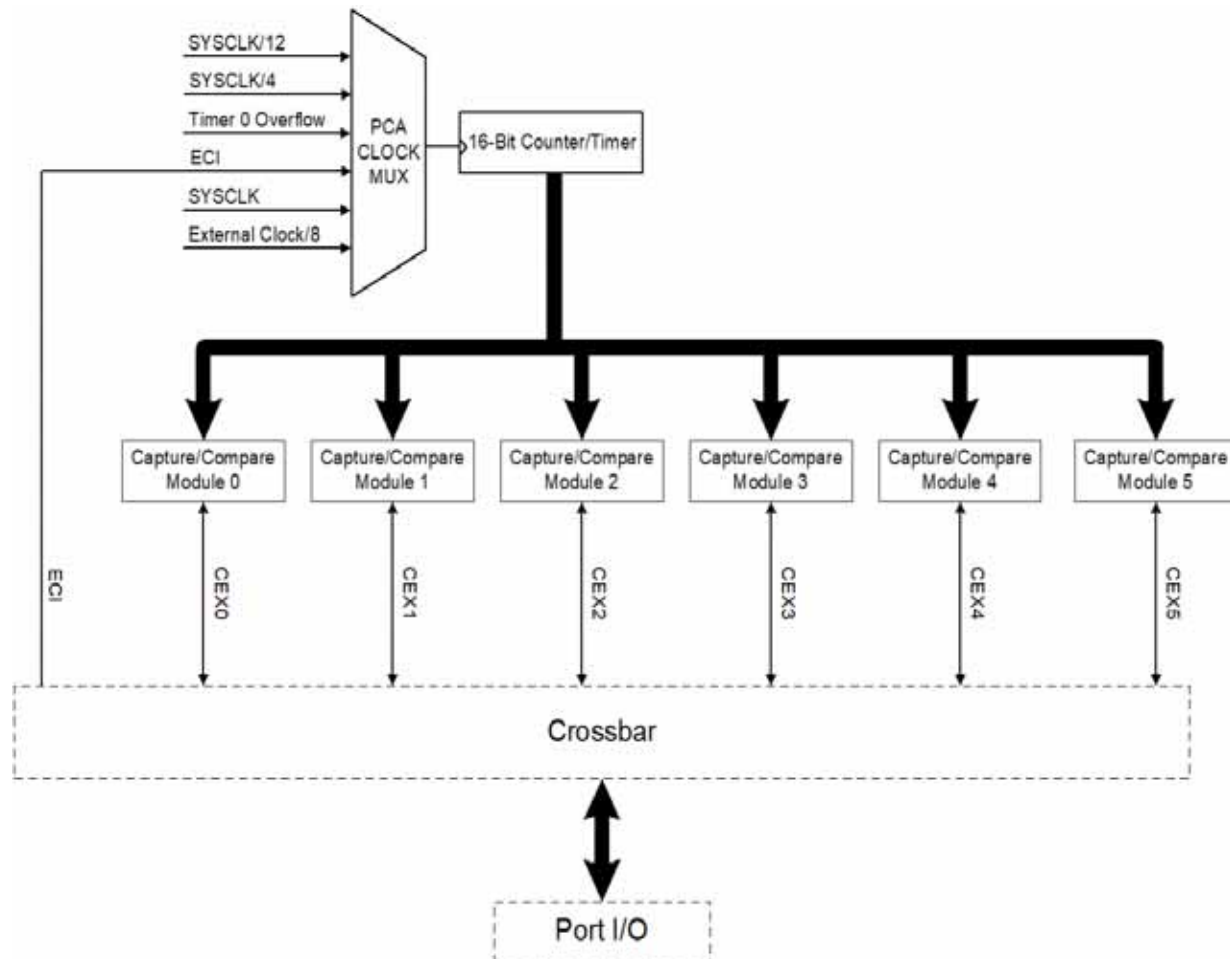 SYSCLK/12
SYSCLK/4
Timer 0 Overflow
ECI
SYSCLK
External Clock/8
PCA
CLOCK
MUX
16-Bit Counter/Timer
Capture/Compare
Module 0
Capture/Compare
Module 1
Capture/Compare
Module 2
Capture/Compare
Module 3
Capture/Compare
Module 4
Capture/Compare
Module 5
ECI
CEX0
CEX1
CEX2
CEX3
CEX4
CEX5
Crossbar
Port I/O